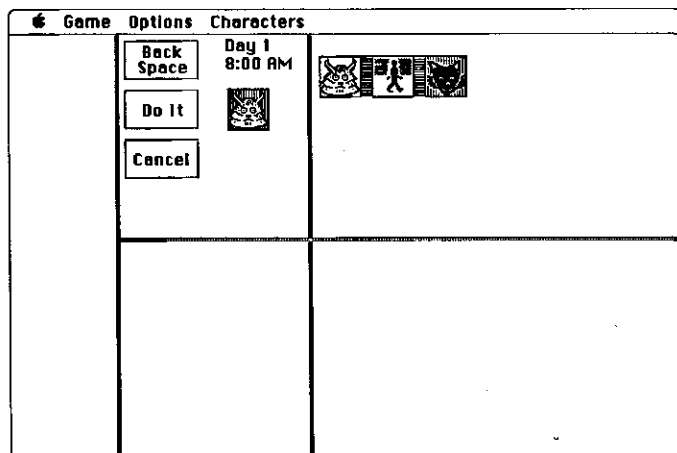 Game Options Characters
Back
Space
Day 1
8:00 AM
Do It
Cancel